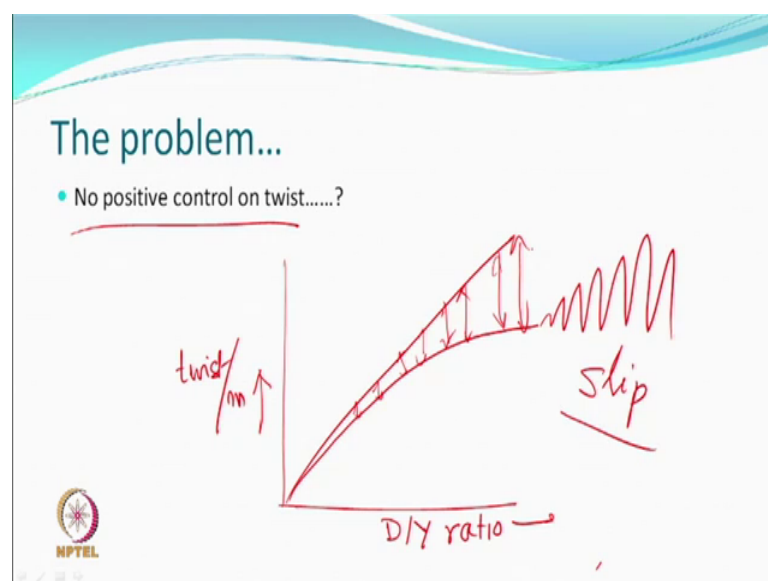 The problem...
• No positive control on twist......?
twist/m ↑
slip
D/Y ratio →
NPTEL